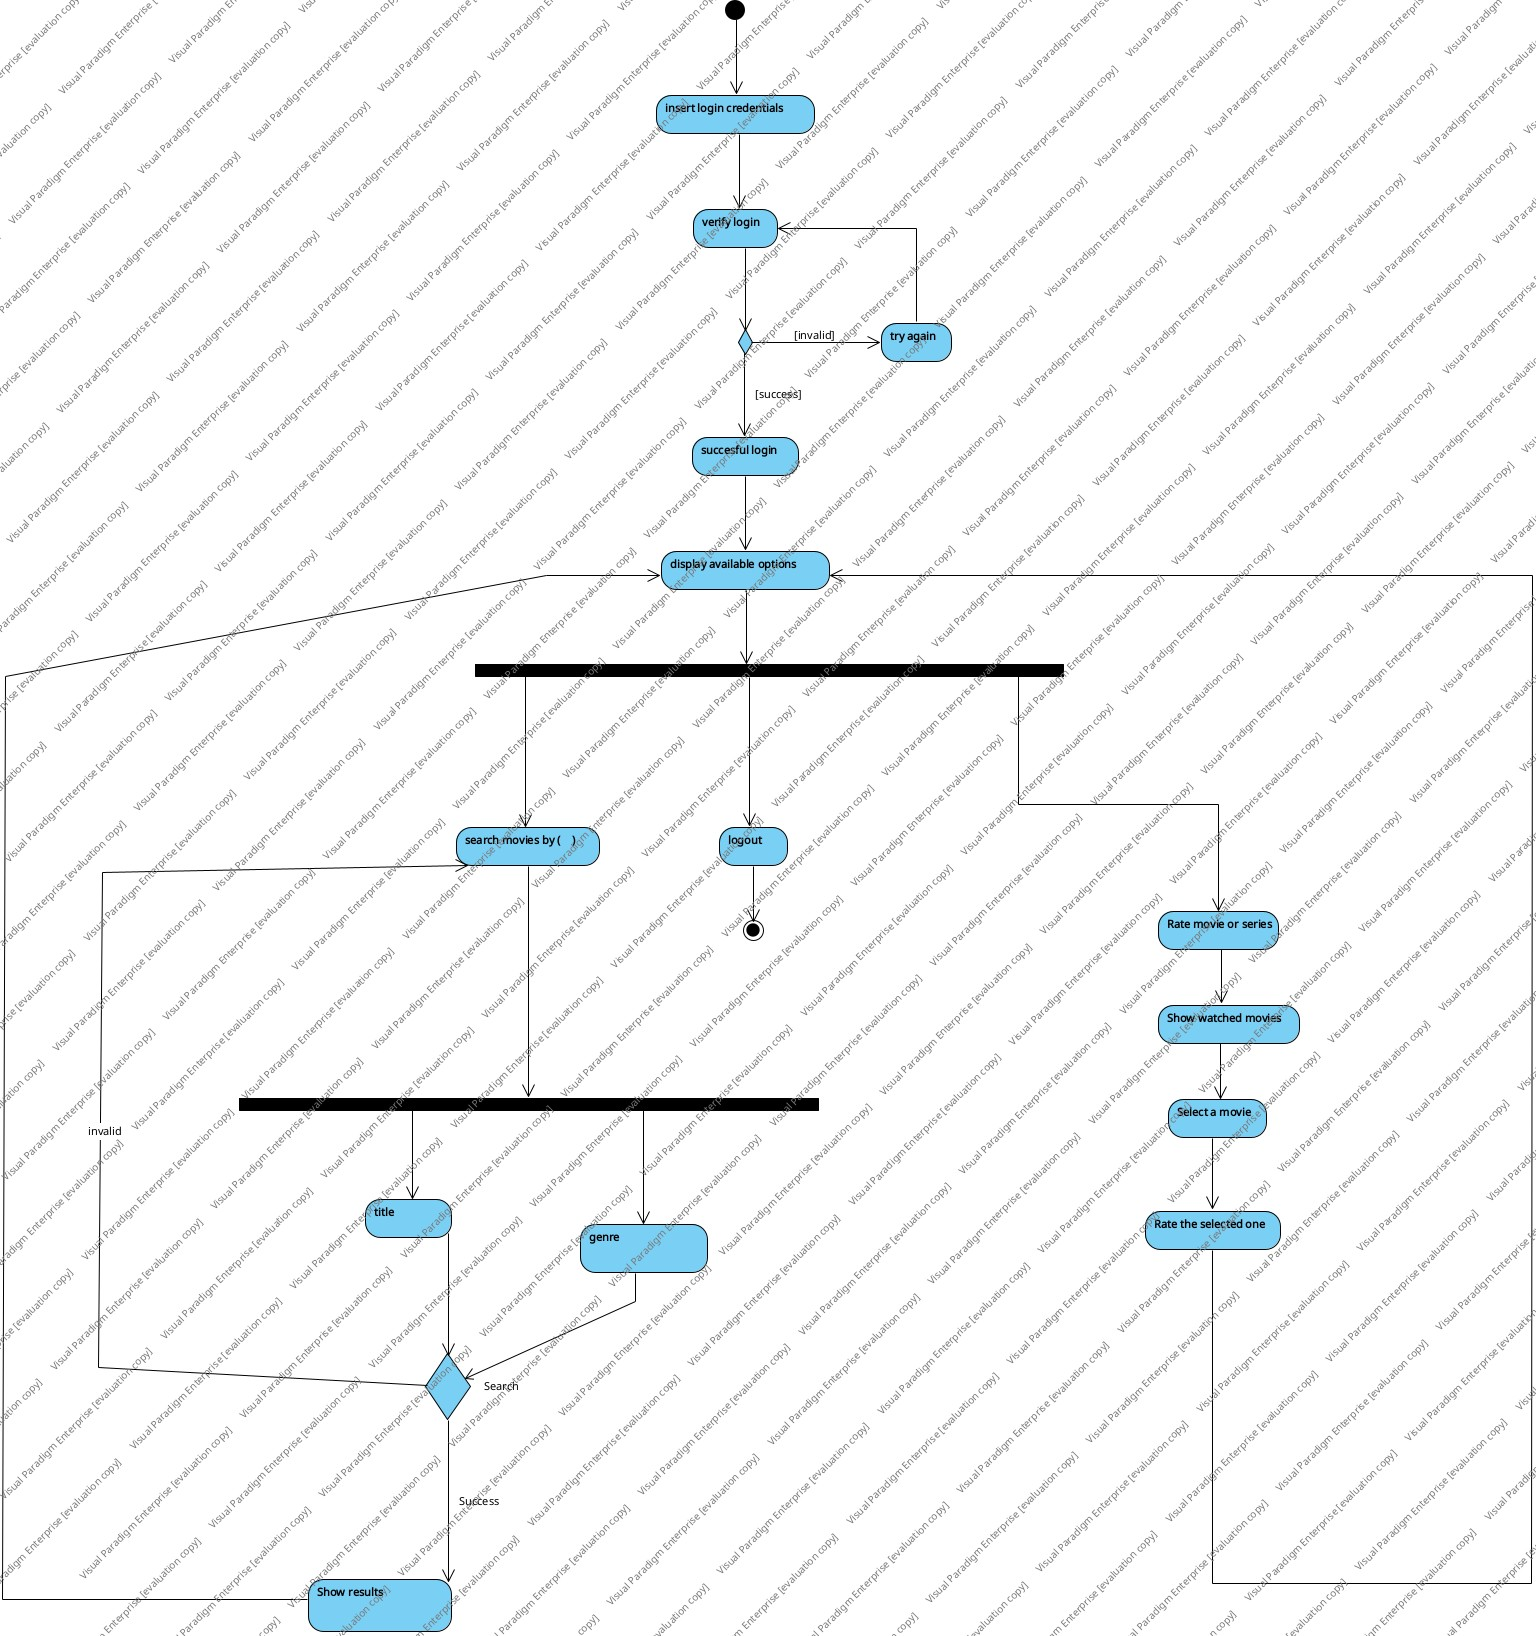 insert login credentials
verify login
[invalid]
try again
[success]
succesful login
display available options
search movies by ( )
logout
Rate movie or series
Show watched movies
Select a movie
invalid
title
Rate the selected one
genre
Search
Success
Show results
Visual Paradigm Enterprise [evaluation copy]